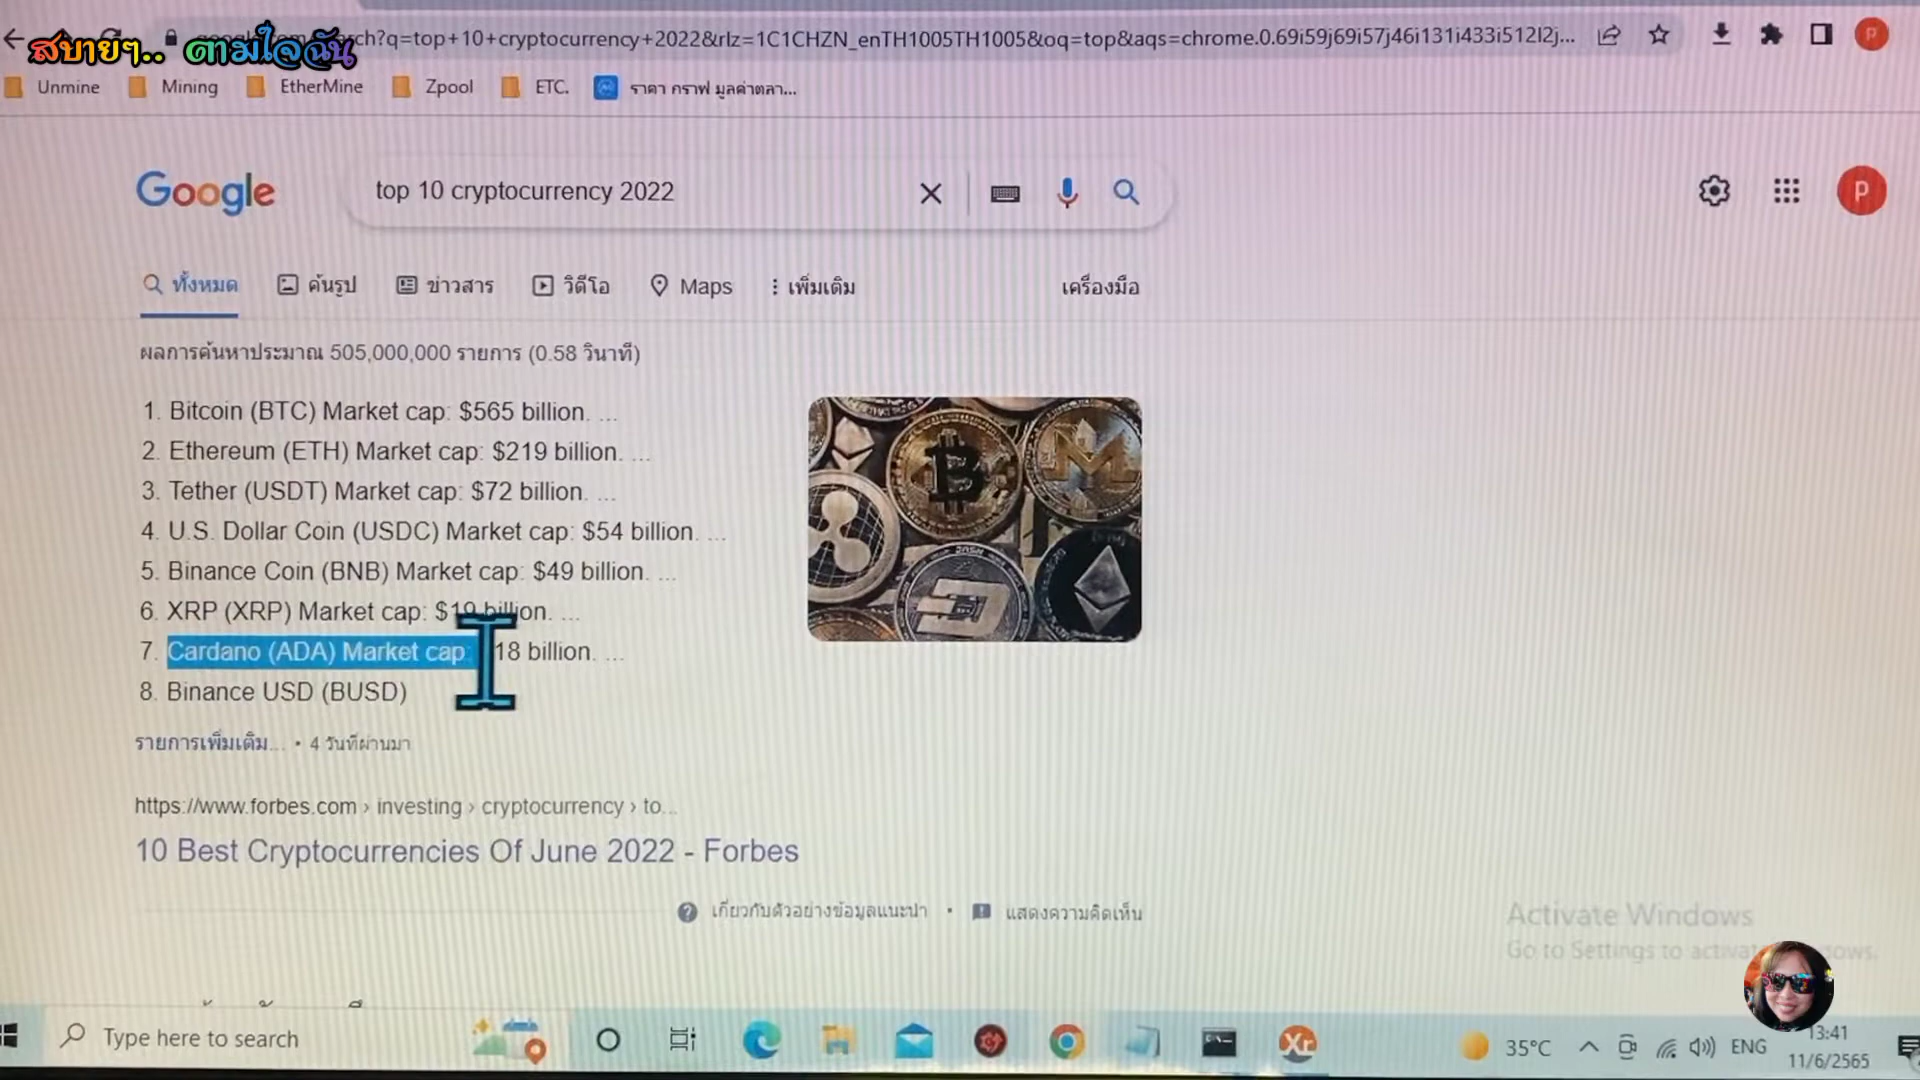 สบายๆ.. ตามใจฉัน
rch?q=top+10+cryptocurrency+2022&rlz=1C1CHZN_enTH1005TH1005&oq=top&aqs=chrome.0.69i59j69i57j46i131i433i512l2j...
P
Unmine
Mining
EtherMine
Zpool
ETC.
ราคา กราฟ มูลค่าตลา...
Google
top 10 cryptocurrency 2022
P
ทั้งหมด
ค้นรูป
ข่าวสาร
วิดีโอ
Maps
เพิ่มเติม
เครื่องมือ
ผลการค้นหาประมาณ 505,000,000 รายการ (0.58 วินาที)
1. Bitcoin (BTC) Market cap: $565 billion. ...
2. Ethereum (ETH) Market cap: $219 billion. ...
3. Tether (USDT) Market cap: $72 billion. ...
4. U.S. Dollar Coin (USDC) Market cap: $54 billion. ...
5. Binance Coin (BNB) Market cap: $49 billion. ...
6. XRP (XRP) Market cap: $19 billion. ...
7. Cardano (ADA) Market cap: 18 billion. ...
8. Binance USD (BUSD)
รายการเพิ่มเติม... • 4 วันที่ผ่านมา
https://www.forbes.com › investing › cryptocurrency › to...
10 Best Cryptocurrencies Of June 2022 - Forbes
เกี่ยวกับตัวอย่างข้อมูลแนะนำ • แสดงความคิดเห็น
Activate Windows
Go to Settings to activate
Type here to search
Xr
35°C
ENG
13:41
11/6/2565